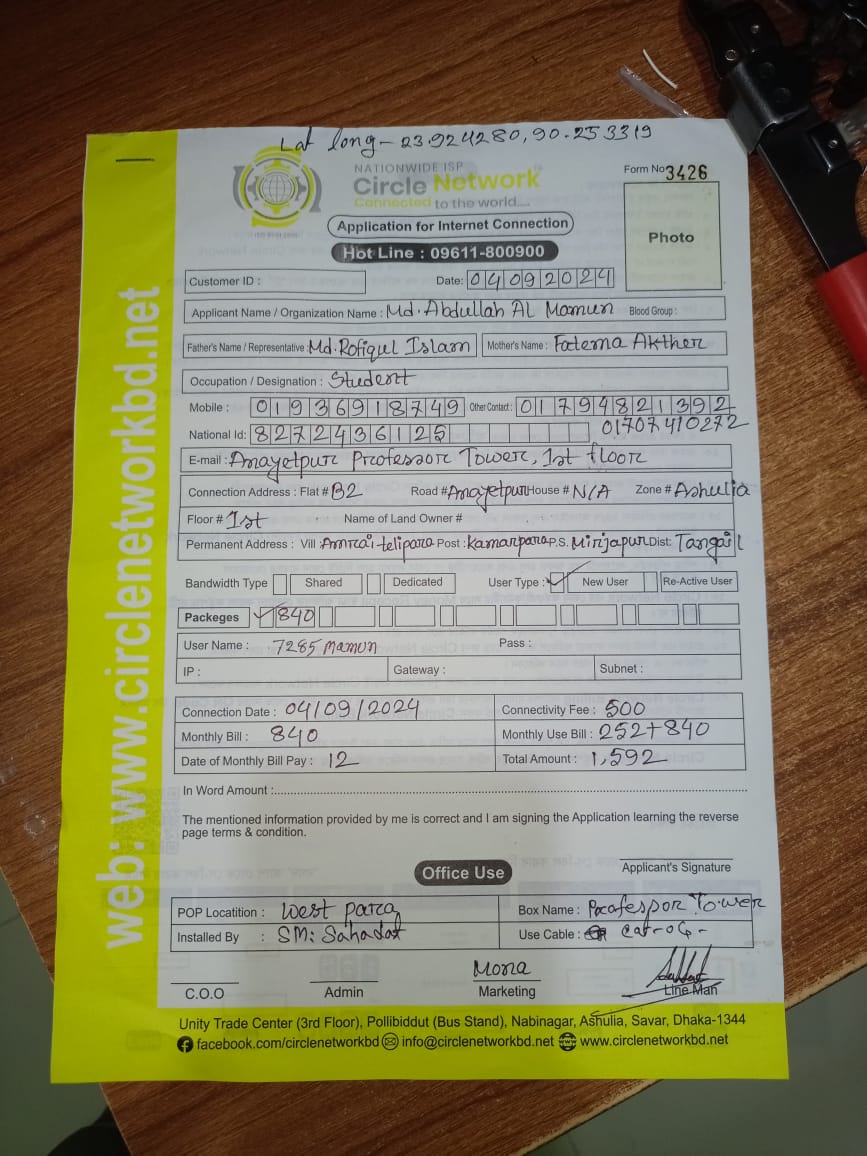 Lat long - 23.924280, 90.253319
NATIONWIDE ISP
Circle Network
Connected to the world....
Form No 3426
Application for Internet Connection
Photo
Hot Line : 09611-800900
Customer ID : Date: 04092024
Applicant Name / Organization Name : Md. Abdullah Al Mamun Blood Group :
Father's Name / Representative : Md. Rofiqul Islam Mother's Name : Fatema Akther
Occupation / Designation : Student
Mobile : 01936918749 Other Contact : 01794821392
National Id: 8272436125 01707410272
E-mail : Anayetpur Professor Tower, 1st floor
Connection Address : Flat # B2 Road # Anayetpur House # N/A Zone # Ashulia
Floor # 1st Name of Land Owner #
Permanent Address : Vill : Amrai telipara Post : Kamarpara P.S. Mirjapur Dist: Tangail
Bandwidth Type Shared Dedicated User Type : New User Re-Active User
Packeges 840
User Name : 7285 mamun Pass :
IP : Gateway : Subnet :
Connection Date : 04/09/2024 Connectivity Fee : 500
Monthly Bill : 840 Monthly Use Bill : 252+840
Date of Monthly Bill Pay : 12 Total Amount : 1,592
In Word Amount :
The mentioned information provided by me is correct and I am signing the Application learning the reverse
page terms & condition.
Office Use
Applicant's Signature
POP Locatition : West para Box Name : Professor Tower
Installed By : SM: Sahadat Use Cable : cat-06-
Mona
C.O.O Admin Marketing Line Man
Unity Trade Center (3rd Floor), Pollibiddut (Bus Stand), Nabinagar, Ashulia, Savar, Dhaka-1344
facebook.com/circlenetworkbd info@circlenetworkbd.net www.circlenetworkbd.net
web: www.circlenetworkbd.net